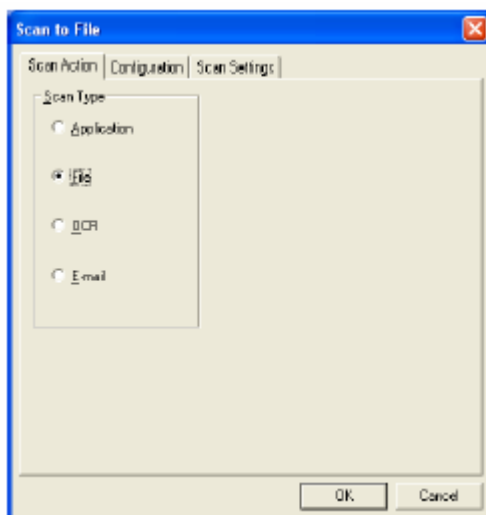 Scan to File
Scan Action Configuration Scan Settings
Scan Type
Application
File
OCR
E-mail
OK Cancel